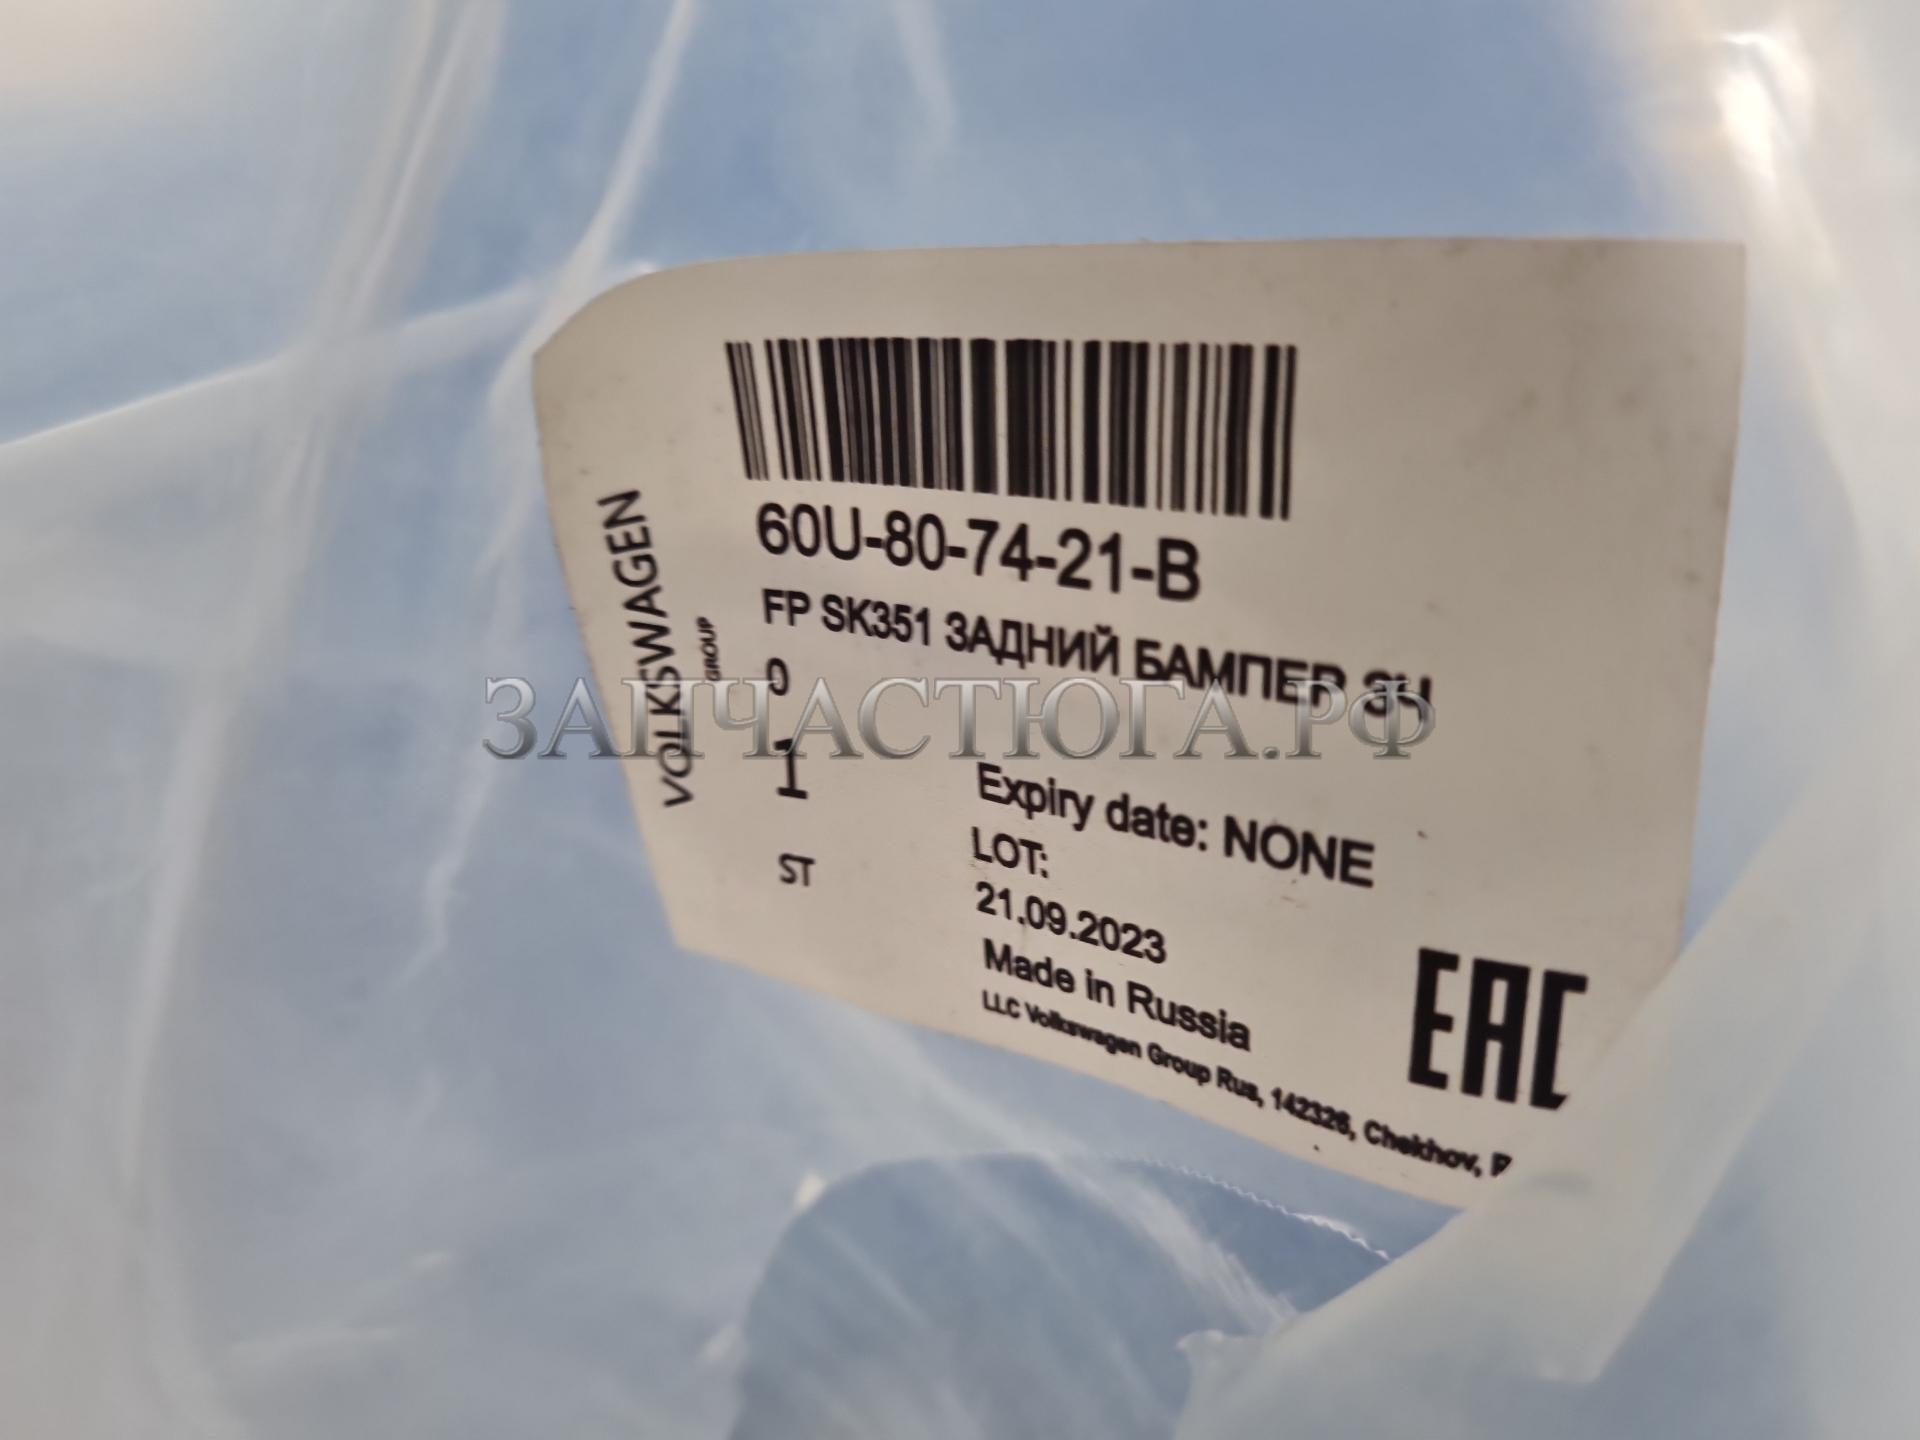 60U-80-74-21-B
FP SK351 ЗАДНИЙ БАМПЕР ЗЧ
VOLKSWAGEN
GROUP
0
ЗАПЧАСТЮГА.РФ
1
Expiry date: NONE
LOT:
ST
21.09.2023
Made in Russia
EAC
LLC Volkswagen Group Rus, 142326, Chekhov,